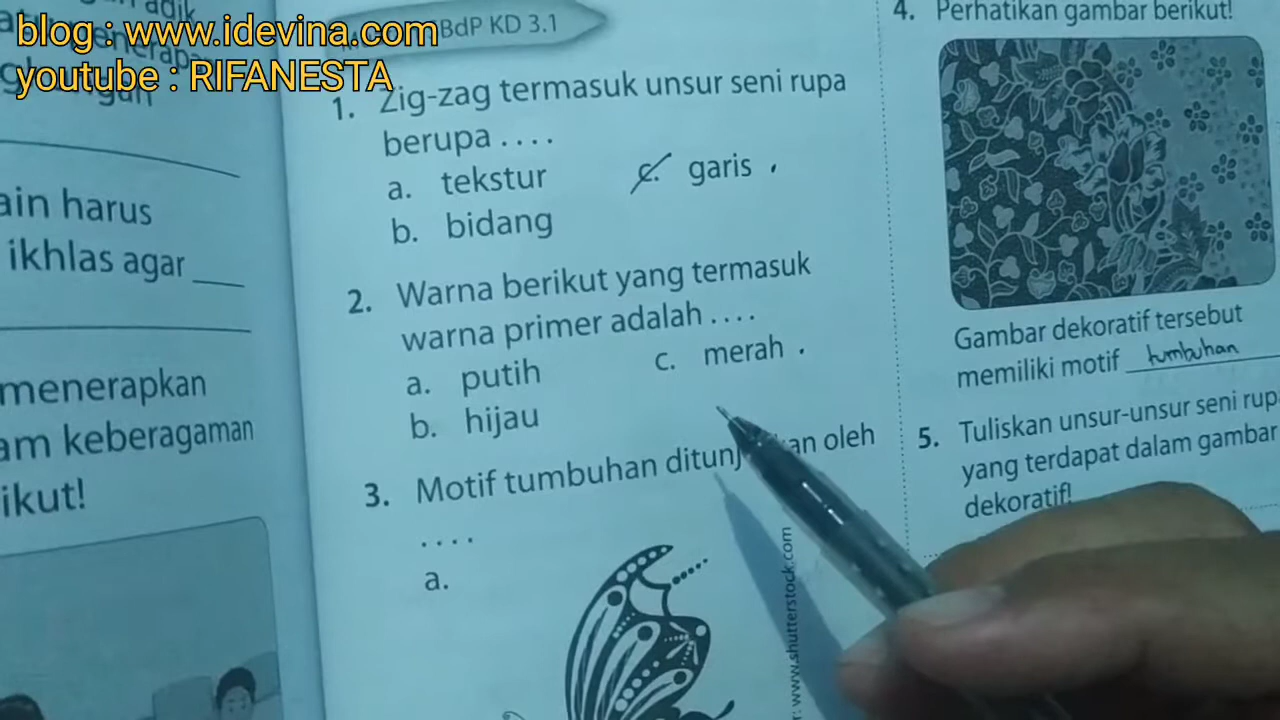 adik
blog : www.idevina.com
youtube : RIFANESTA
ain harus
ikhlas agar ____
menerapkan
am keberagaman
ikut!
BdP KD 3.1
1. Zig-zag termasuk unsur seni rupa
berupa . . . .
a. tekstur
c. garis
b. bidang
2. Warna berikut yang termasuk
warna primer adalah . . . .
a. putih
c. merah
b. hijau
3. Motif tumbuhan ditunj an oleh
. . . .
a.
www.shutterstock.com
4. Perhatikan gambar berikut!
Gambar dekoratif tersebut
memiliki motif tumbuhan
5. Tuliskan unsur-unsur seni rup
yang terdapat dalam gambar
dekoratif!